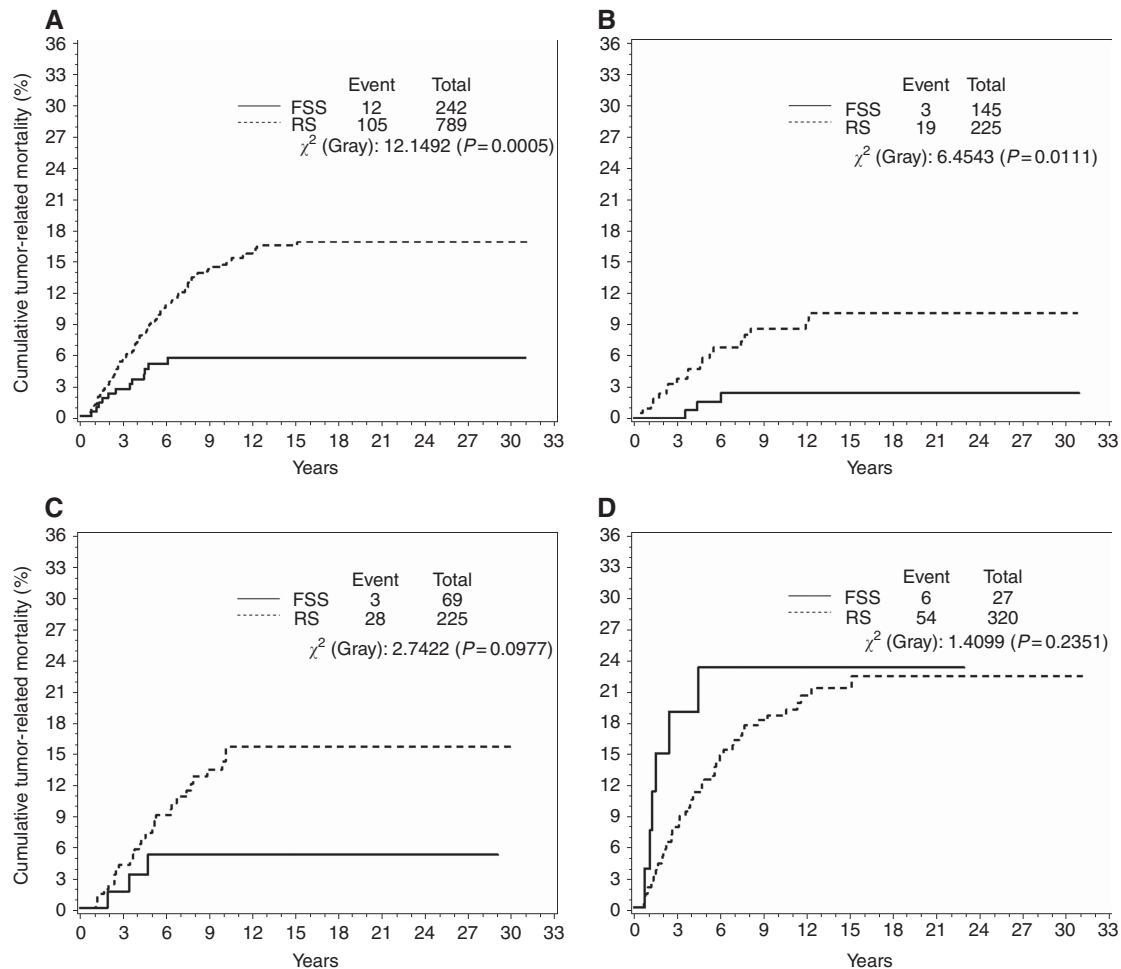 A
Cumulative tumor-related mortality (%)
36
33
30
27
24
21
18
15
12
9
6
3
0
Event Total
FSS 12 242
RS 105 789
χ² (Gray): 12.1492 (P=0.0005)
0 3 6 9 12 15 18 21 24 27 30 33
Years
B
36
33
30
27
24
21
18
15
12
9
6
3
0
Event Total
FSS 3 145
RS 19 225
χ² (Gray): 6.4543 (P=0.0111)
0 3 6 9 12 15 18 21 24 27 30 33
Years
C
Cumulative tumor-related mortality (%)
36
33
30
27
24
21
18
15
12
9
6
3
0
Event Total
FSS 3 69
RS 28 225
χ² (Gray): 2.7422 (P=0.0977)
0 3 6 9 12 15 18 21 24 27 30 33
Years
D
36
33
30
27
24
21
18
15
12
9
6
3
0
Event Total
FSS 6 27
RS 54 320
χ² (Gray): 1.4099 (P=0.2351)
0 3 6 9 12 15 18 21 24 27 30 33
Years